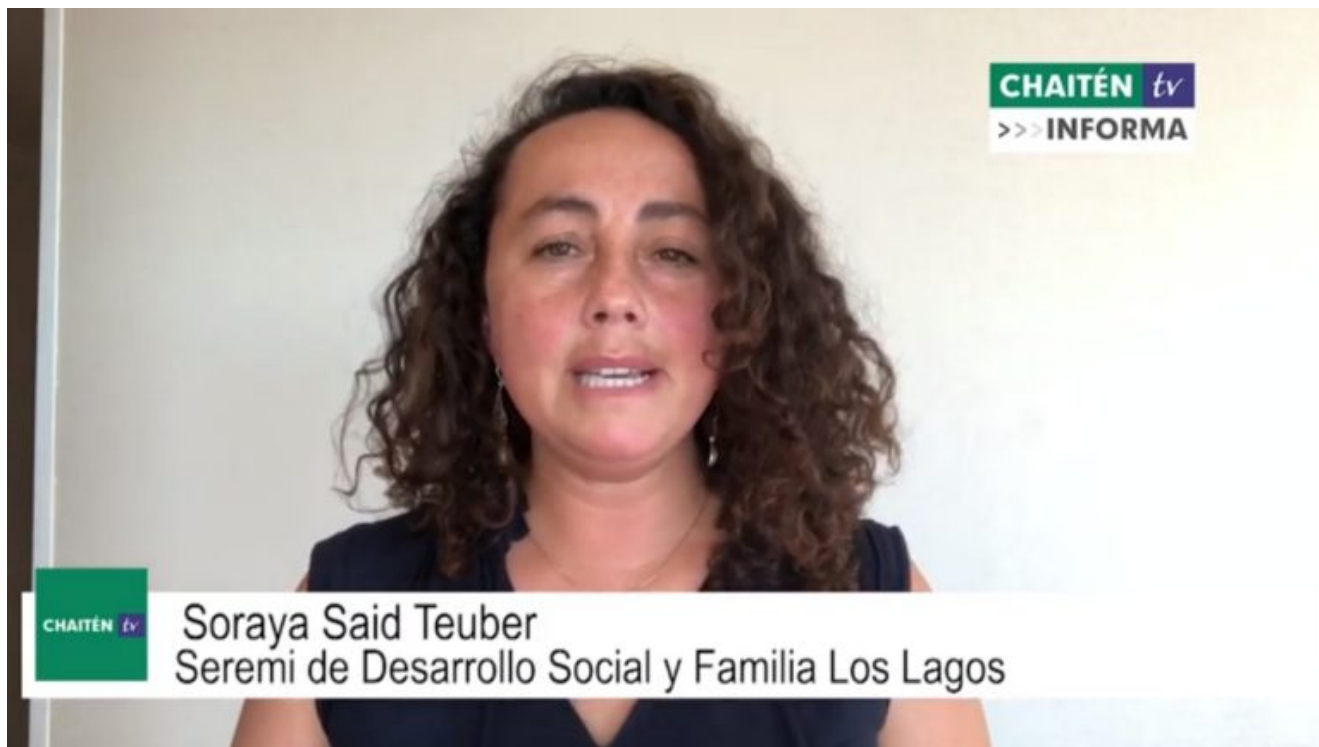 CHAITÉN tv
>>>INFORMA
CHAITÉN tv
Soraya Said Teuber
Seremi de Desarrollo Social y Familia Los Lagos